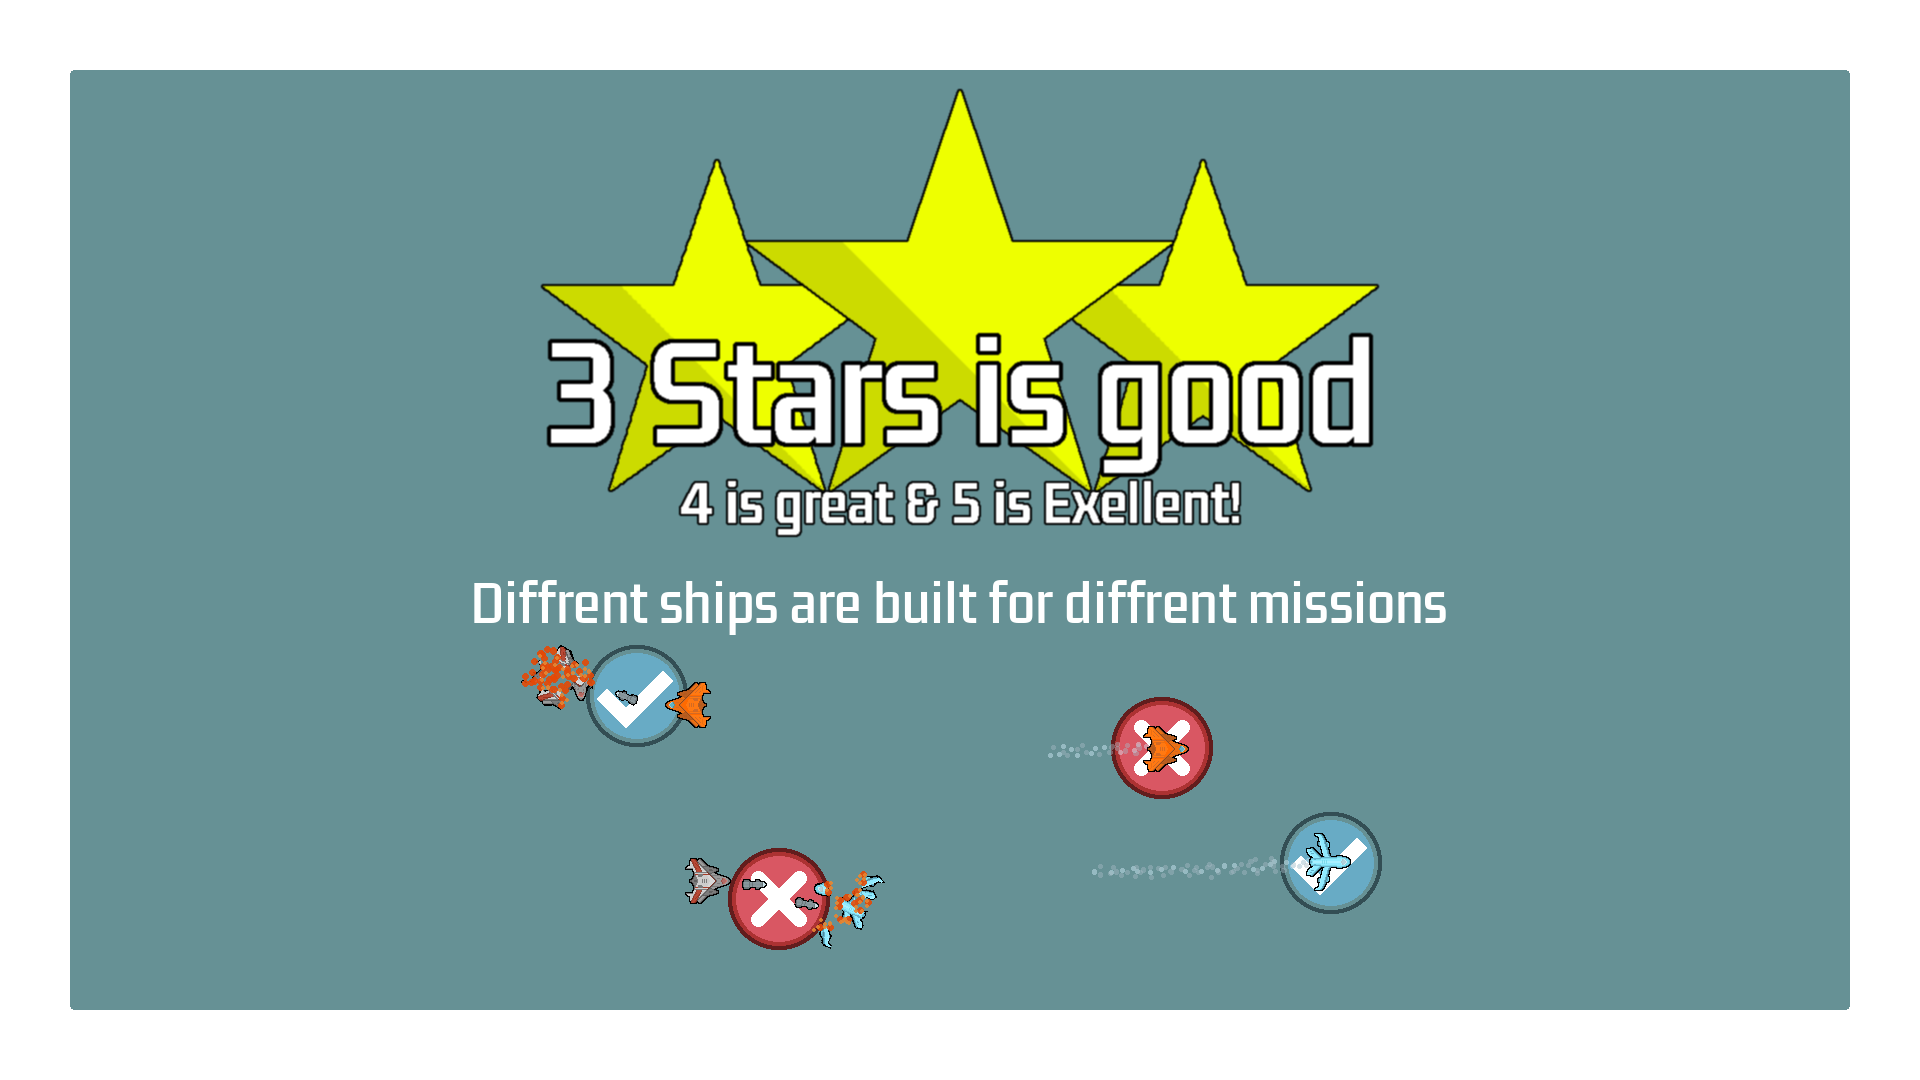 3 Stars is good
4 is great & 5 is Exellent!
Diffrent ships are built for diffrent missions